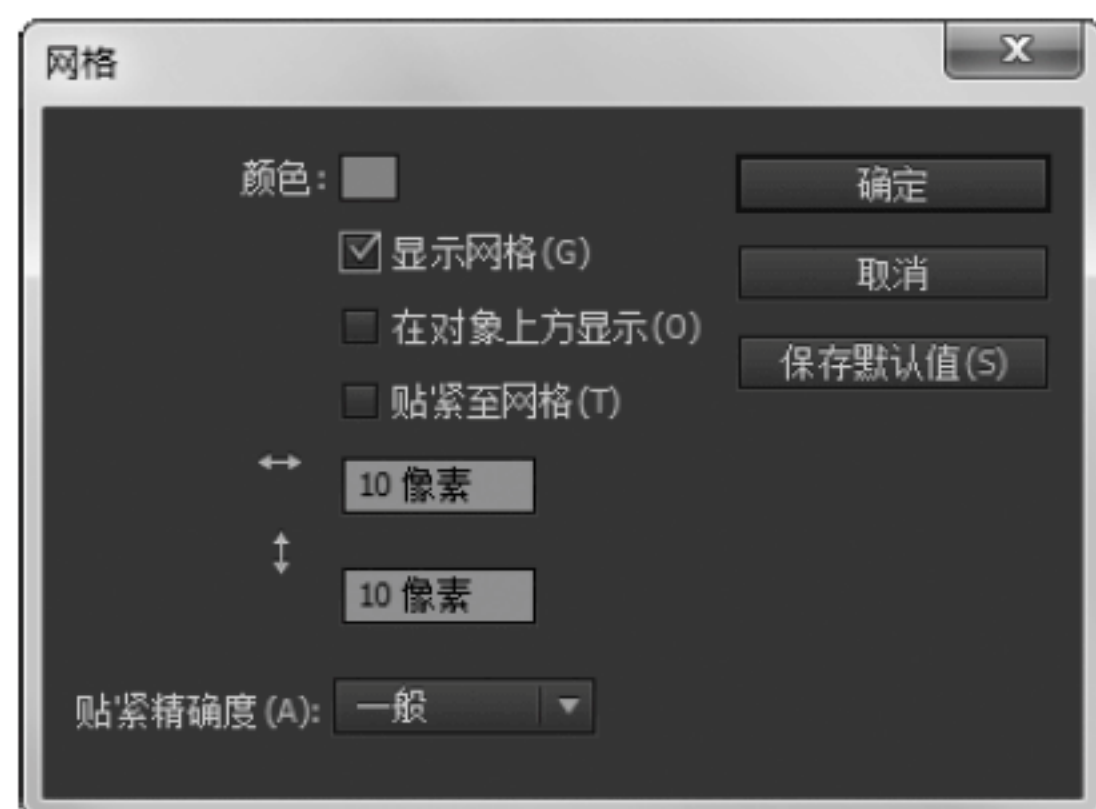 网格
颜色:
确定
显示网格(G)
取消
在对象上方显示(O)
保存默认值(S)
贴紧至网格(T)
10 像素
10 像素
贴紧精确度(A): 一般